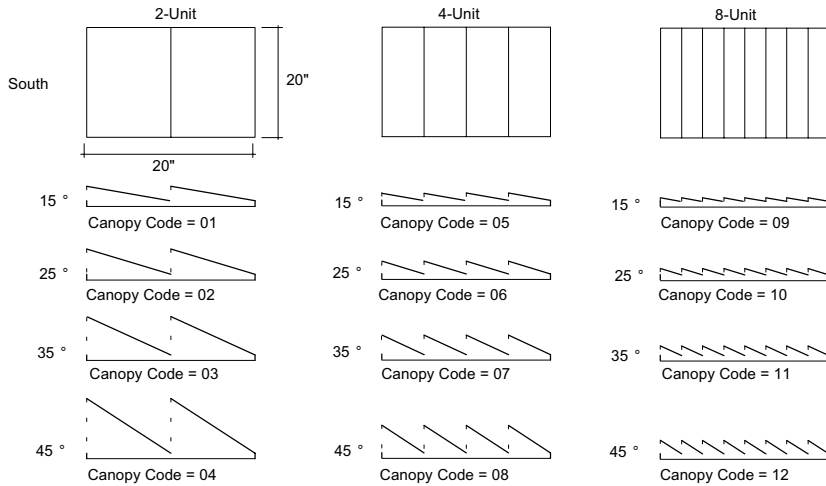 2-Unit 4-Unit 8-Unit
South
20"
20"
15 ° 15 ° 15 °
Canopy Code = 01 Canopy Code = 05 Canopy Code = 09
25 ° 25 ° 25 °
Canopy Code = 02 Canopy Code = 06 Canopy Code = 10
35 ° 35 ° 35 °
Canopy Code = 03 Canopy Code = 07 Canopy Code = 11
45 ° 45 ° 45 °
Canopy Code = 04 Canopy Code = 08 Canopy Code = 12